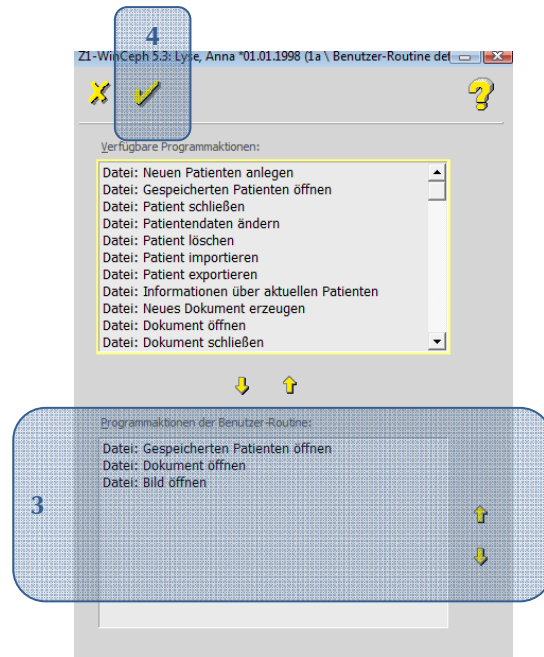 4
Z1-WinCeph 5.3: Lyse, Anna *01.01.1998 (1a \ Benutzer-Routine def
Verfügbare Programmaktionen:
Datei: Neuen Patienten anlegen
Datei: Gespeicherten Patienten öffnen
Datei: Patient schließen
Datei: Patientendaten ändern
Datei: Patient löschen
Datei: Patient importieren
Datei: Patient exportieren
Datei: Informationen über aktuellen Patienten
Datei: Neues Dokument erzeugen
Datei: Dokument öffnen
Datei: Dokument schließen
Programmaktionen der Benutzer-Routine:
Datei: Gespeicherten Patienten öffnen
Datei: Dokument öffnen
Datei: Bild öffnen
3